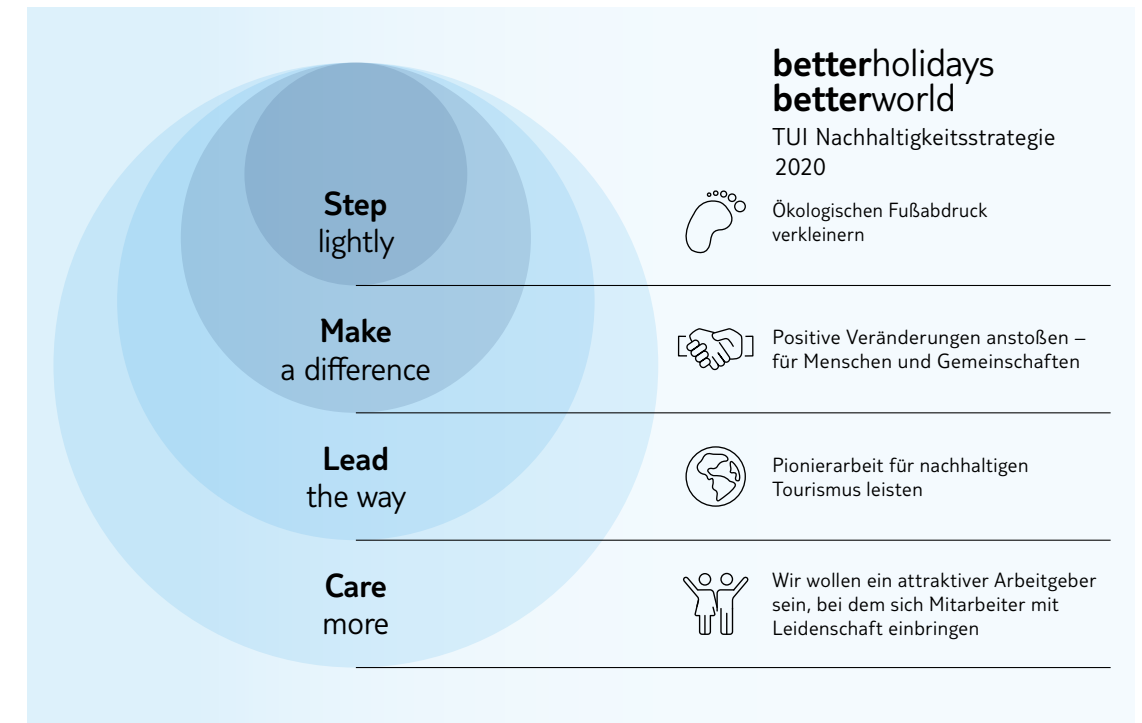 betterholidays
betterworld
TUI Nachhaltigkeitsstrategie
2020
Step
lightly
Ökologischen Fußabdruck
verkleinern
Make
a difference
Positive Veränderungen anstoßen –
für Menschen und Gemeinschaften
Lead
the way
Pionierarbeit für nachhaltigen
Tourismus leisten
Care
more
Wir wollen ein attraktiver Arbeitgeber
sein, bei dem sich Mitarbeiter mit
Leidenschaft einbringen